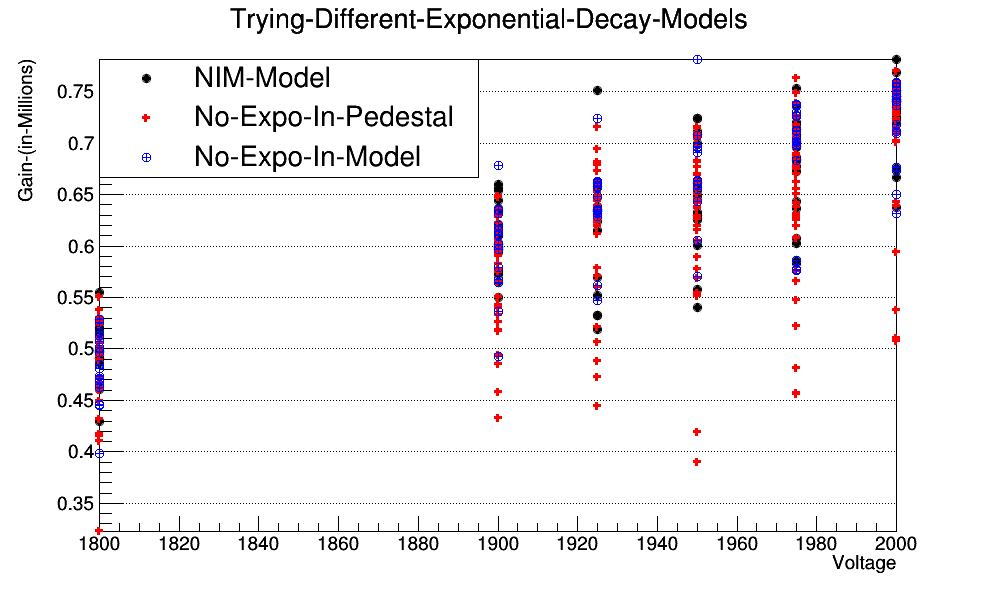 Trying-Different-Exponential-Decay-Models
Gain-(in-Millions)
NIM-Model
No-Expo-In-Pedestal
No-Expo-In-Model
0.75
0.7
0.65
0.6
0.55
0.5
0.45
0.4
0.35
1800 1820 1840 1860 1880 1900 1920 1940 1960 1980 2000
Voltage